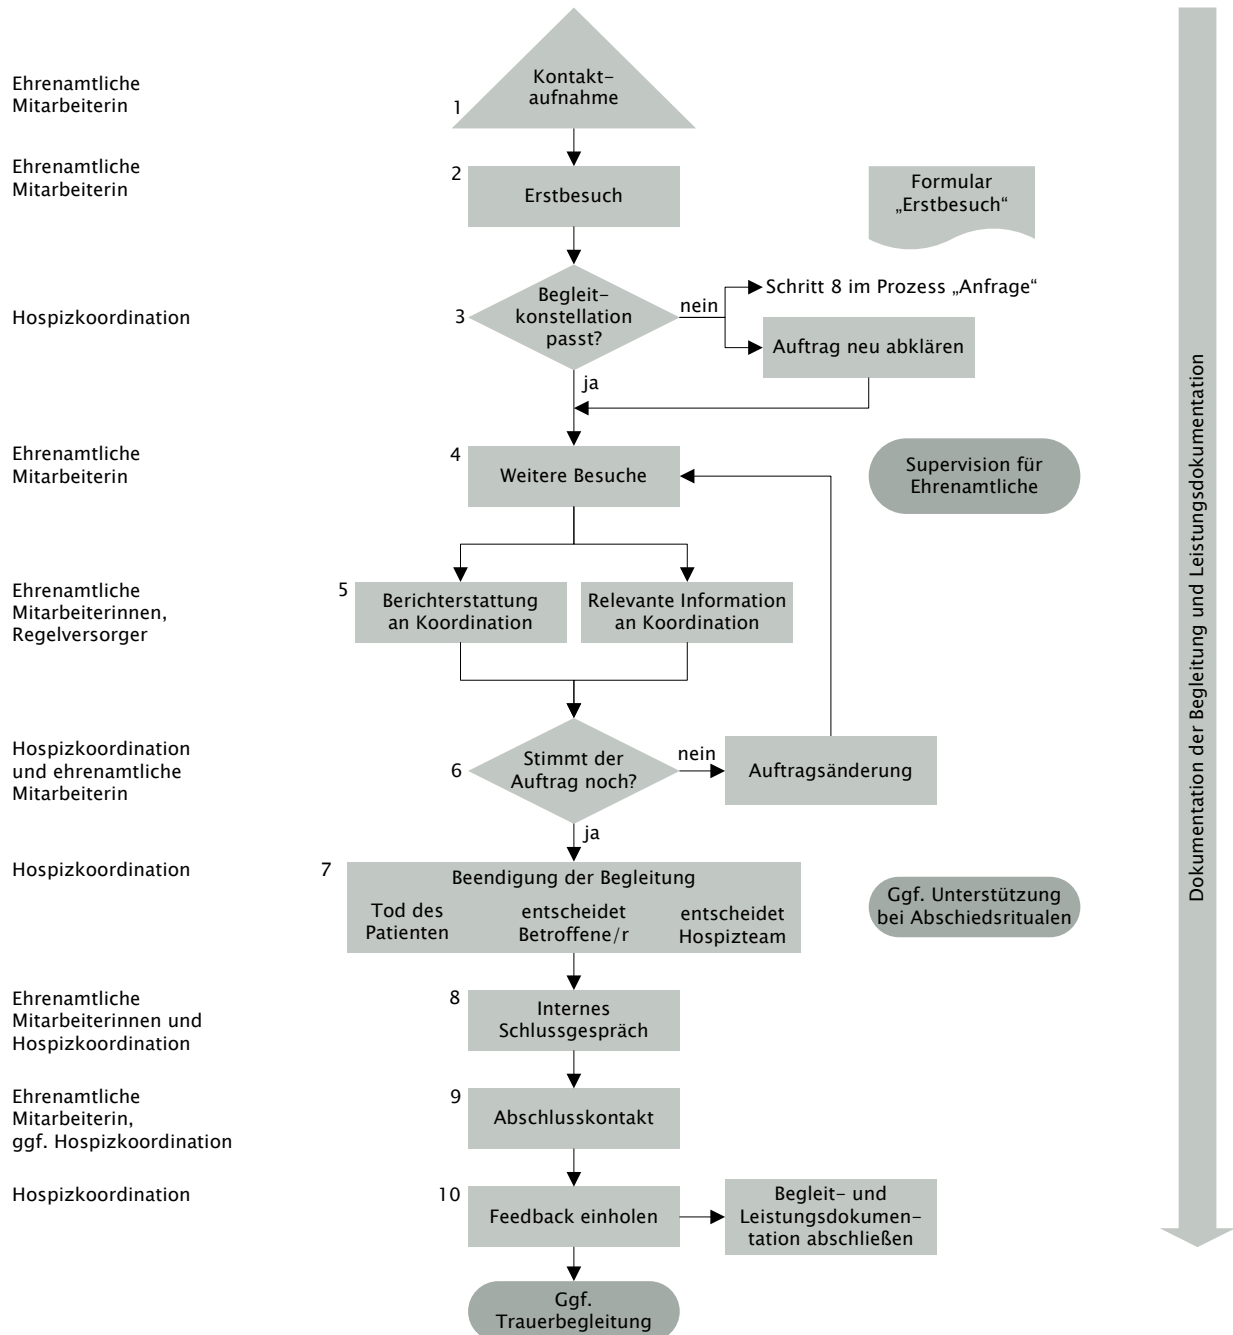 Ehrenamtliche
Mitarbeiterin
1
Kontakt-
aufnahme
Ehrenamtliche
Mitarbeiterin
2
Erstbesuch
Formular
„Erstbesuch“
Hospizkoordination
3
Begleit-
konstellation
passt?
nein
Schritt 8 im Prozess „Anfrage“
Auftrag neu abklären
ja
Ehrenamtliche
Mitarbeiterin
4
Weitere Besuche
Supervision für
Ehrenamtliche
Ehrenamtliche
Mitarbeiterinnen,
Regelversorger
5
Berichterstattung
an Koordination
Relevante Information
an Koordination
Hospizkoordination
und ehrenamtliche
Mitarbeiterin
6
Stimmt der
Auftrag noch?
nein
Auftragsänderung
ja
Hospizkoordination
7
Beendigung der Begleitung
Tod des
Patienten
entscheidet
Betroffene/r
entscheidet
Hospizteam
Ggf. Unterstützung
bei Abschiedsritualen
Ehrenamtliche
Mitarbeiterinnen und
Hospizkoordination
8
Internes
Schlussgespräch
Ehrenamtliche
Mitarbeiterin,
ggf. Hospizkoordination
9
Abschlusskontakt
Hospizkoordination
10
Feedback einholen
Begleit- und
Leistungsdokumen-
tation abschließen
Ggf.
Trauerbegleitung
Dokumentation der Begleitung und Leistungsdokumentation